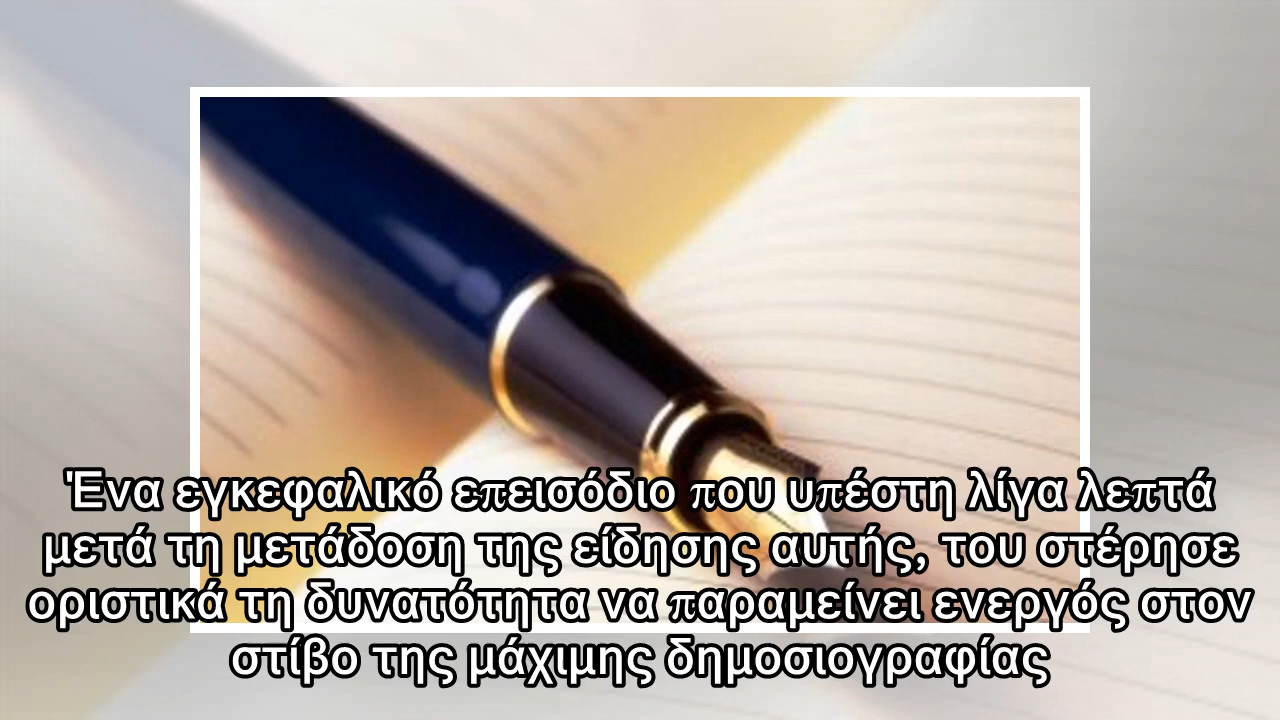 Ένα εγκεφαλικό επεισόδιο που υπέστη λίγα λεπτά
μετά τη μετάδοση της είδησης αυτής, του στέρησε
οριστικά τη δυνατότητα να παραμείνει ενεργός στον
στίβο της μάχιμης δημοσιογραφίας